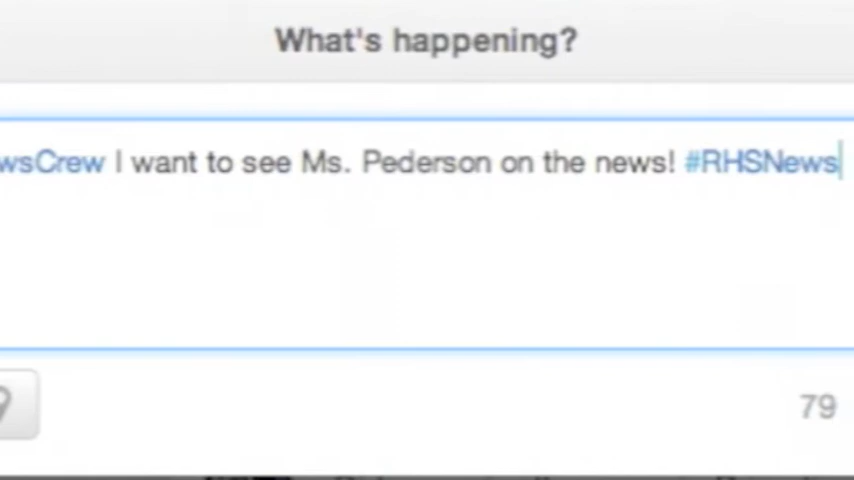 What's happening?
wsCrew I want to see Ms. Pederson on the news! #RHSNews
79